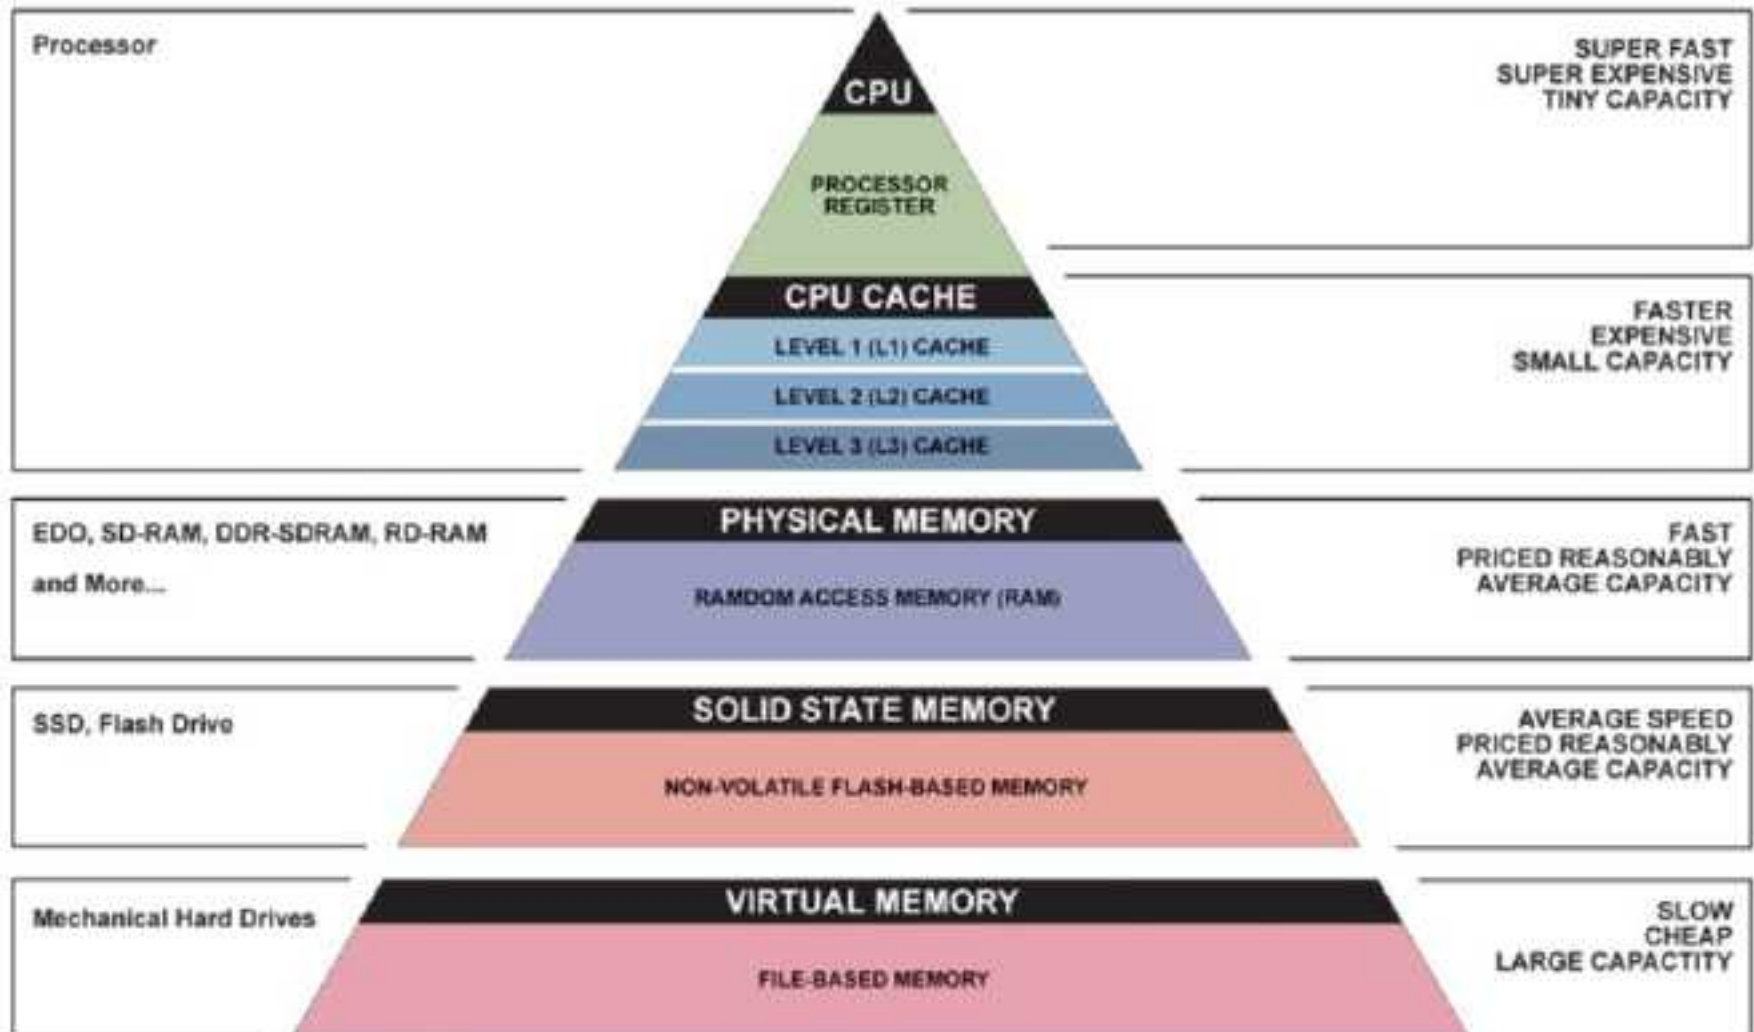 Processor
CPU
SUPER FAST
SUPER EXPENSIVE
TINY CAPACITY
PROCESSOR
REGISTER
CPU CACHE
LEVEL 1 (L1) CACHE
LEVEL 2 (L2) CACHE
LEVEL 3 (L3) CACHE
FASTER
EXPENSIVE
SMALL CAPACITY
EDO, SD-RAM, DDR-SDRAM, RD-RAM
and More...
PHYSICAL MEMORY
RAMDOM ACCESS MEMORY (RAM)
FAST
PRICED REASONABLY
AVERAGE CAPACITY
SSD, Flash Drive
SOLID STATE MEMORY
NON-VOLATILE FLASH-BASED MEMORY
AVERAGE SPEED
PRICED REASONABLY
AVERAGE CAPACITY
Mechanical Hard Drives
VIRTUAL MEMORY
FILE-BASED MEMORY
SLOW
CHEAP
LARGE CAPACTITY